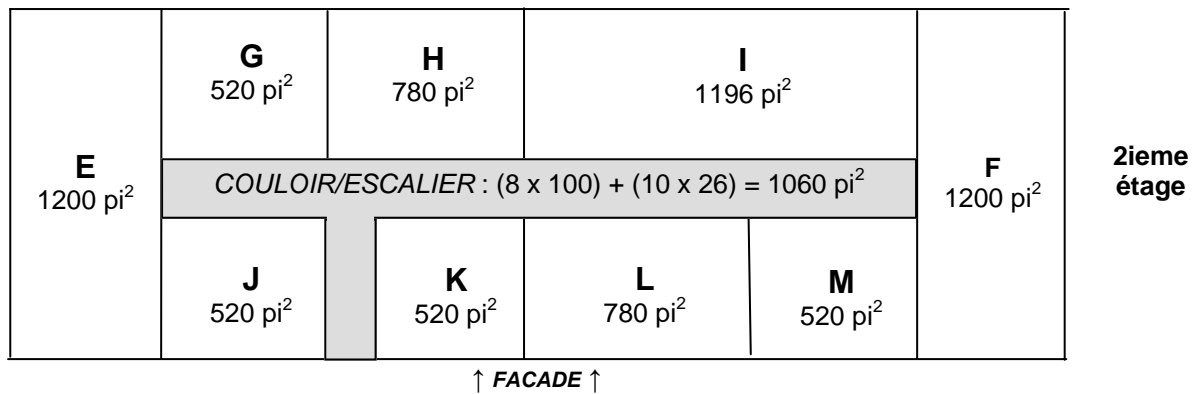 G
520 pi²
H
780 pi²
I
1196 pi²
E
1200 pi²
COULOIR/ESCALIER : (8 x 100) + (10 x 26) = 1060 pi²
F
1200 pi²
2ieme
étage
J
520 pi²
K
520 pi²
L
780 pi²
M
520 pi²
↑ FACADE ↑